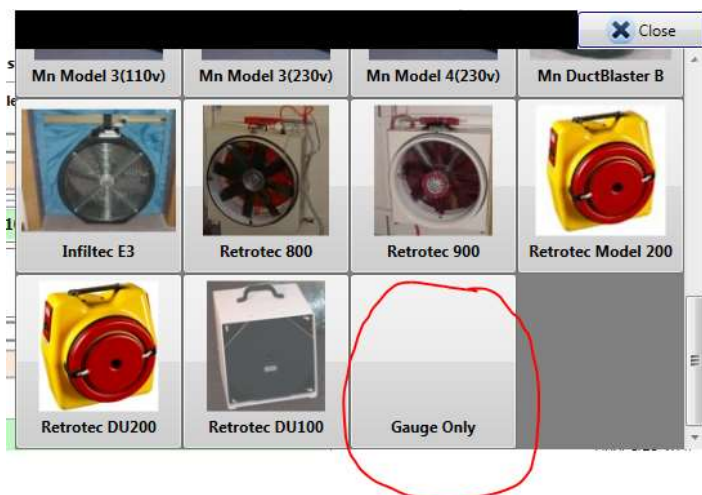 Close
Mn Model 3(110v)
Mn Model 3(230v)
Mn Model 4(230v)
Mn DuctBlaster B
Infiltec E3
Retrotec 800
Retrotec 900
Retrotec Model 200
Retrotec DU200
Retrotec DU100
Gauge Only